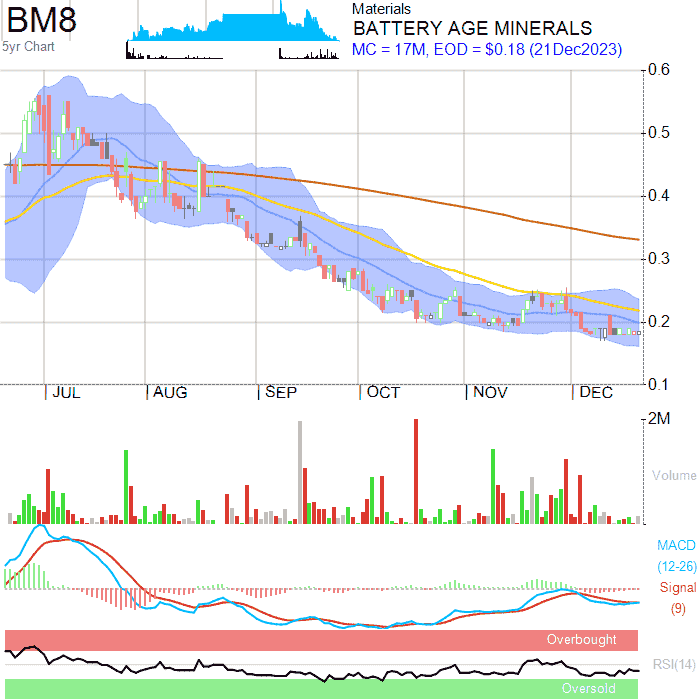 BM8
5yr Chart
Materials
BATTERY AGE MINERALS
MC = 17M, EOD = $0.18 (21Dec2023)
0.6
0.5
0.4
0.3
0.2
0.1
JUL AUG SEP OCT NOV DEC
2M
Volume
MACD
(12-26)
Signal
(9)
Overbought
RSI(14)
Oversold